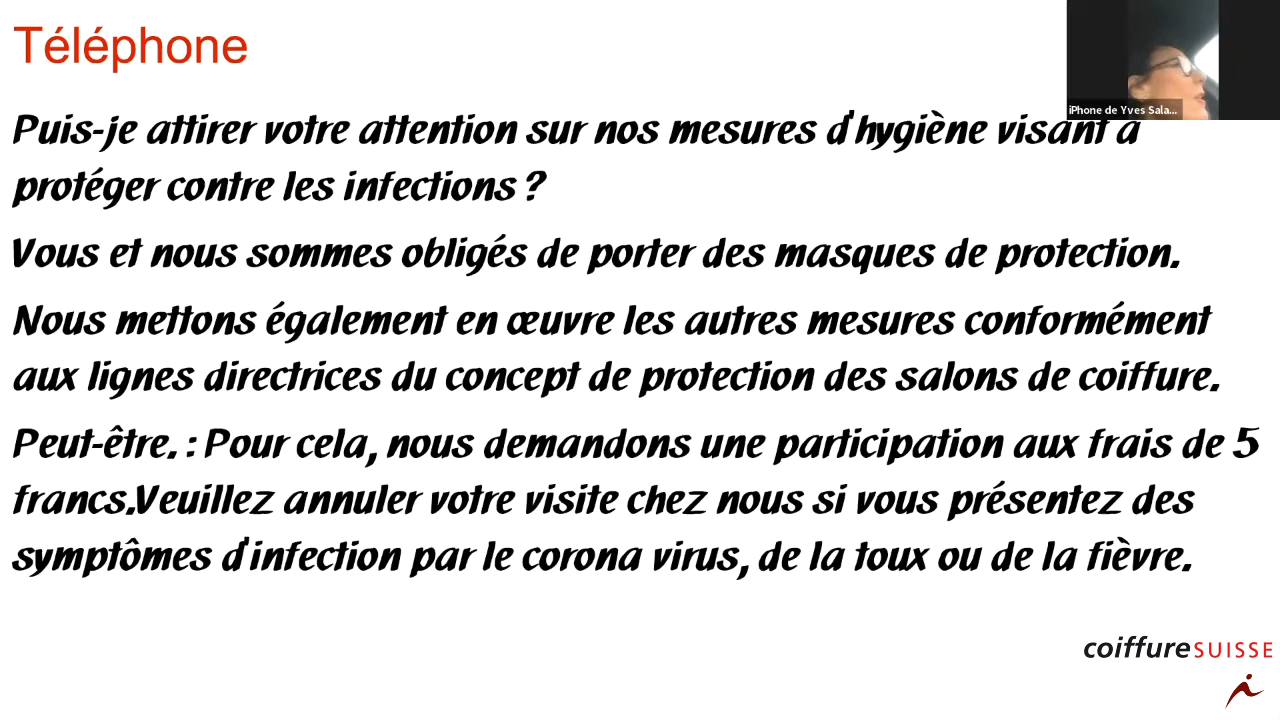 Téléphone
iPhone de Yves Sala...
Puis-je attirer votre attention sur nos mesures d'hygiène visant à
protéger contre les infections ?
Vous et nous sommes obligés de porter des masques de protection.
Nous mettons également en œuvre les autres mesures conformément
aux lignes directrices du concept de protection des salons de coiffure.
Peut-être. : Pour cela, nous demandons une participation aux frais de 5
francs.Veuillez annuler votre visite chez nous si vous présentez des
symptômes d'infection par le corona virus, de la toux ou de la fièvre.
coiffureSUISSE